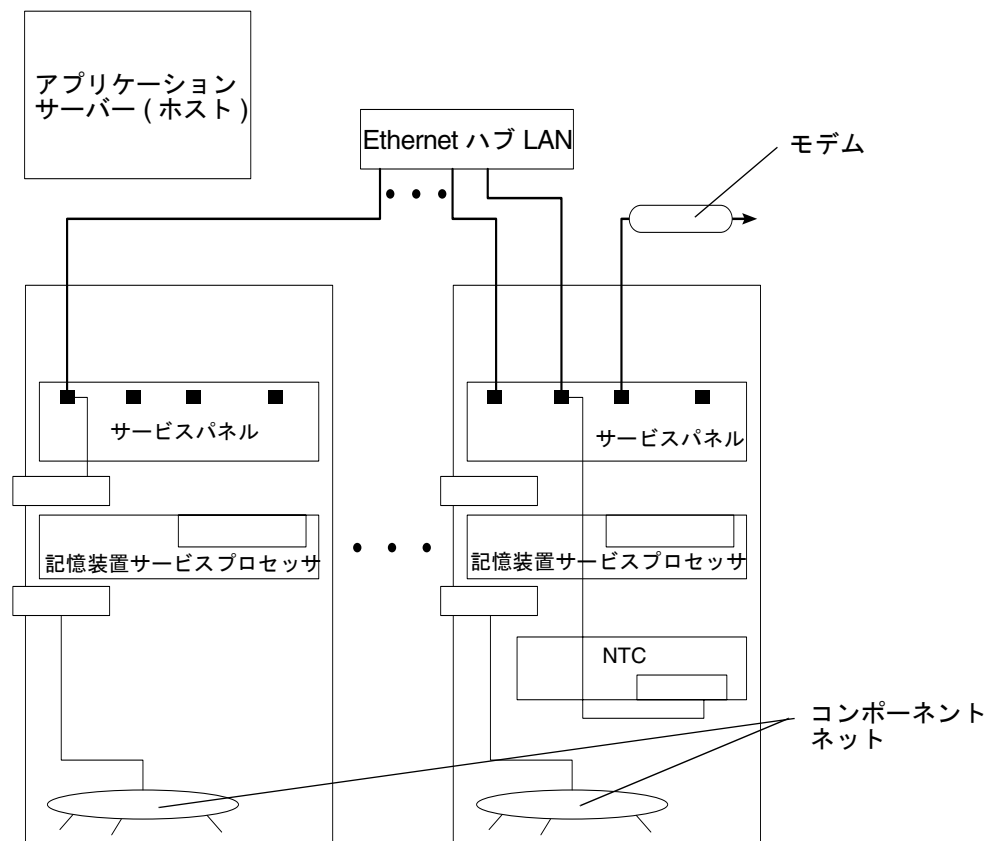 アプリケーション
サーバー ( ホスト )
Ethernet ハブ LAN
モデム
サービスパネル
サービスパネル
記憶装置サービスプロセッサ
記憶装置サービスプロセッサ
NTC
コンポーネント
ネット